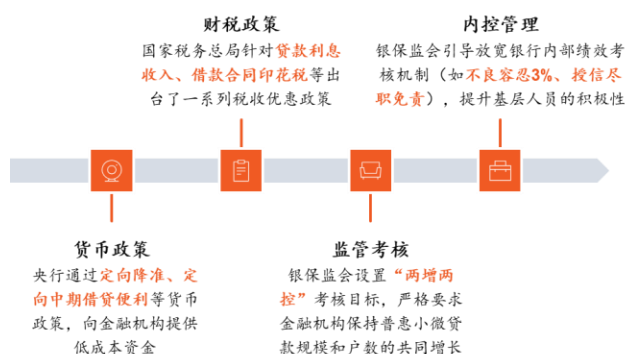 财税政策
国家税务总局针对贷款利息
收入、借款合同印花税等出
台了一系列税收优惠政策
内控管理
银保监会引导放宽银行内部绩效考
核机制（如不良容忍3%、授信尽
职免责），提升基层人员的积极性
货币政策
央行通过定向降准、定
向中期借贷便利等货币
政策，向金融机构提供
低成本资金
监管考核
银保监会设置“两增两
控”考核目标，严格要求
金融机构保持普惠小微贷
款规模和户数的共同增长